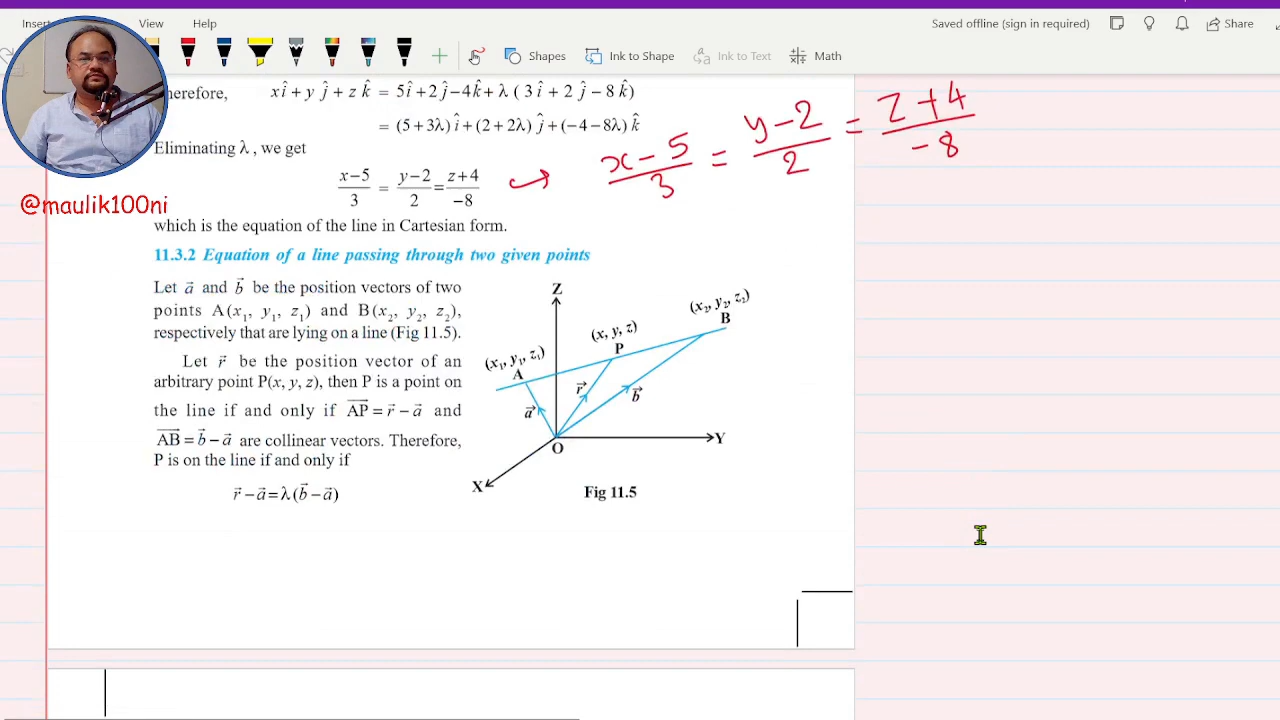 Insert View Help Saved offline (sign in required) Share
Shapes Ink to Shape Ink to Text Math
@maulik100ni
herefore, xî + y ĵ + z k̂ = 5î + 2 ĵ − 4k̂ + λ ( 3 î + 2 ĵ − 8 k̂)
= (5 + 3λ) î + (2 + 2λ) ĵ + (−4 − 8λ) k̂
Eliminating λ , we get
(x−5)/3 = (y−2)/2 = (z+4)/−8
x − 5 / 3 = y − 2 / 2 = z + 4 / −8
which is the equation of the line in Cartesian form.
11.3.2 Equation of a line passing through two given points
Let a⃗ and b⃗ be the position vectors of two
points A(x₁, y₁, z₁) and B(x₂, y₂, z₂),
respectively that are lying on a line (Fig 11.5).
Let r⃗ be the position vector of an
arbitrary point P(x, y, z), then P is a point on
the line if and only if AP⃗ = r⃗ − a⃗ and
AB⃗ = b⃗ − a⃗ are collinear vectors. Therefore,
P is on the line if and only if
r⃗ − a⃗ = λ (b⃗ − a⃗)
Z
(x₂, y₂, z₂)
B
(x, y, z)
P
(x₁, y₁, z₁)
A
r⃗
b⃗
a⃗
O
Y
X
Fig 11.5